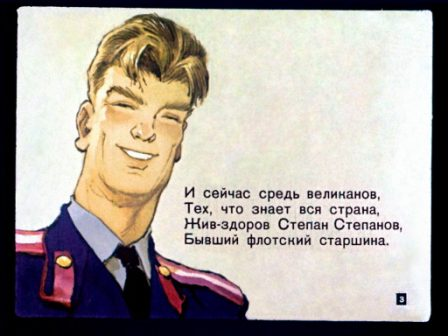 И сейчас средь великанов,
Тех, что знает вся страна,
Жив-здоров Степан Степанов,
Бывший флотский старшина.
3